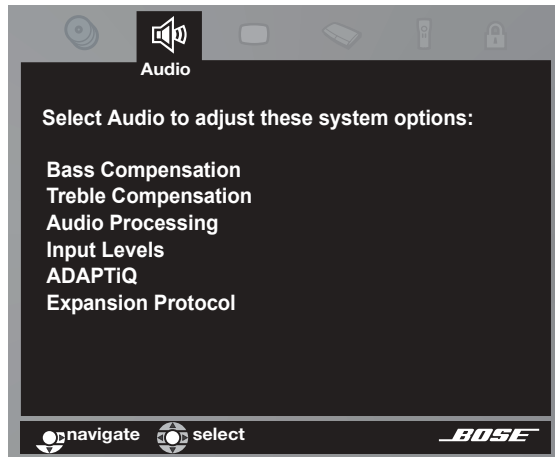 Audio
Select Audio to adjust these system options:
Bass Compensation
Treble Compensation
Audio Processing
Input Levels
ADAPTiQ
Expansion Protocol
navigate select BOSE